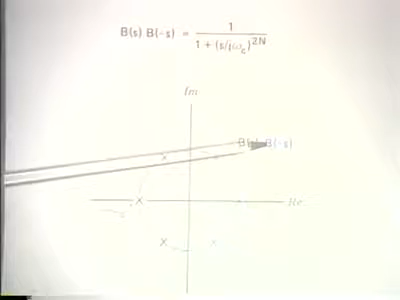 B(s) B(-s) = 1 / 1 + (s/jω_c)^2N
Im
B(s) B(-s)
Re